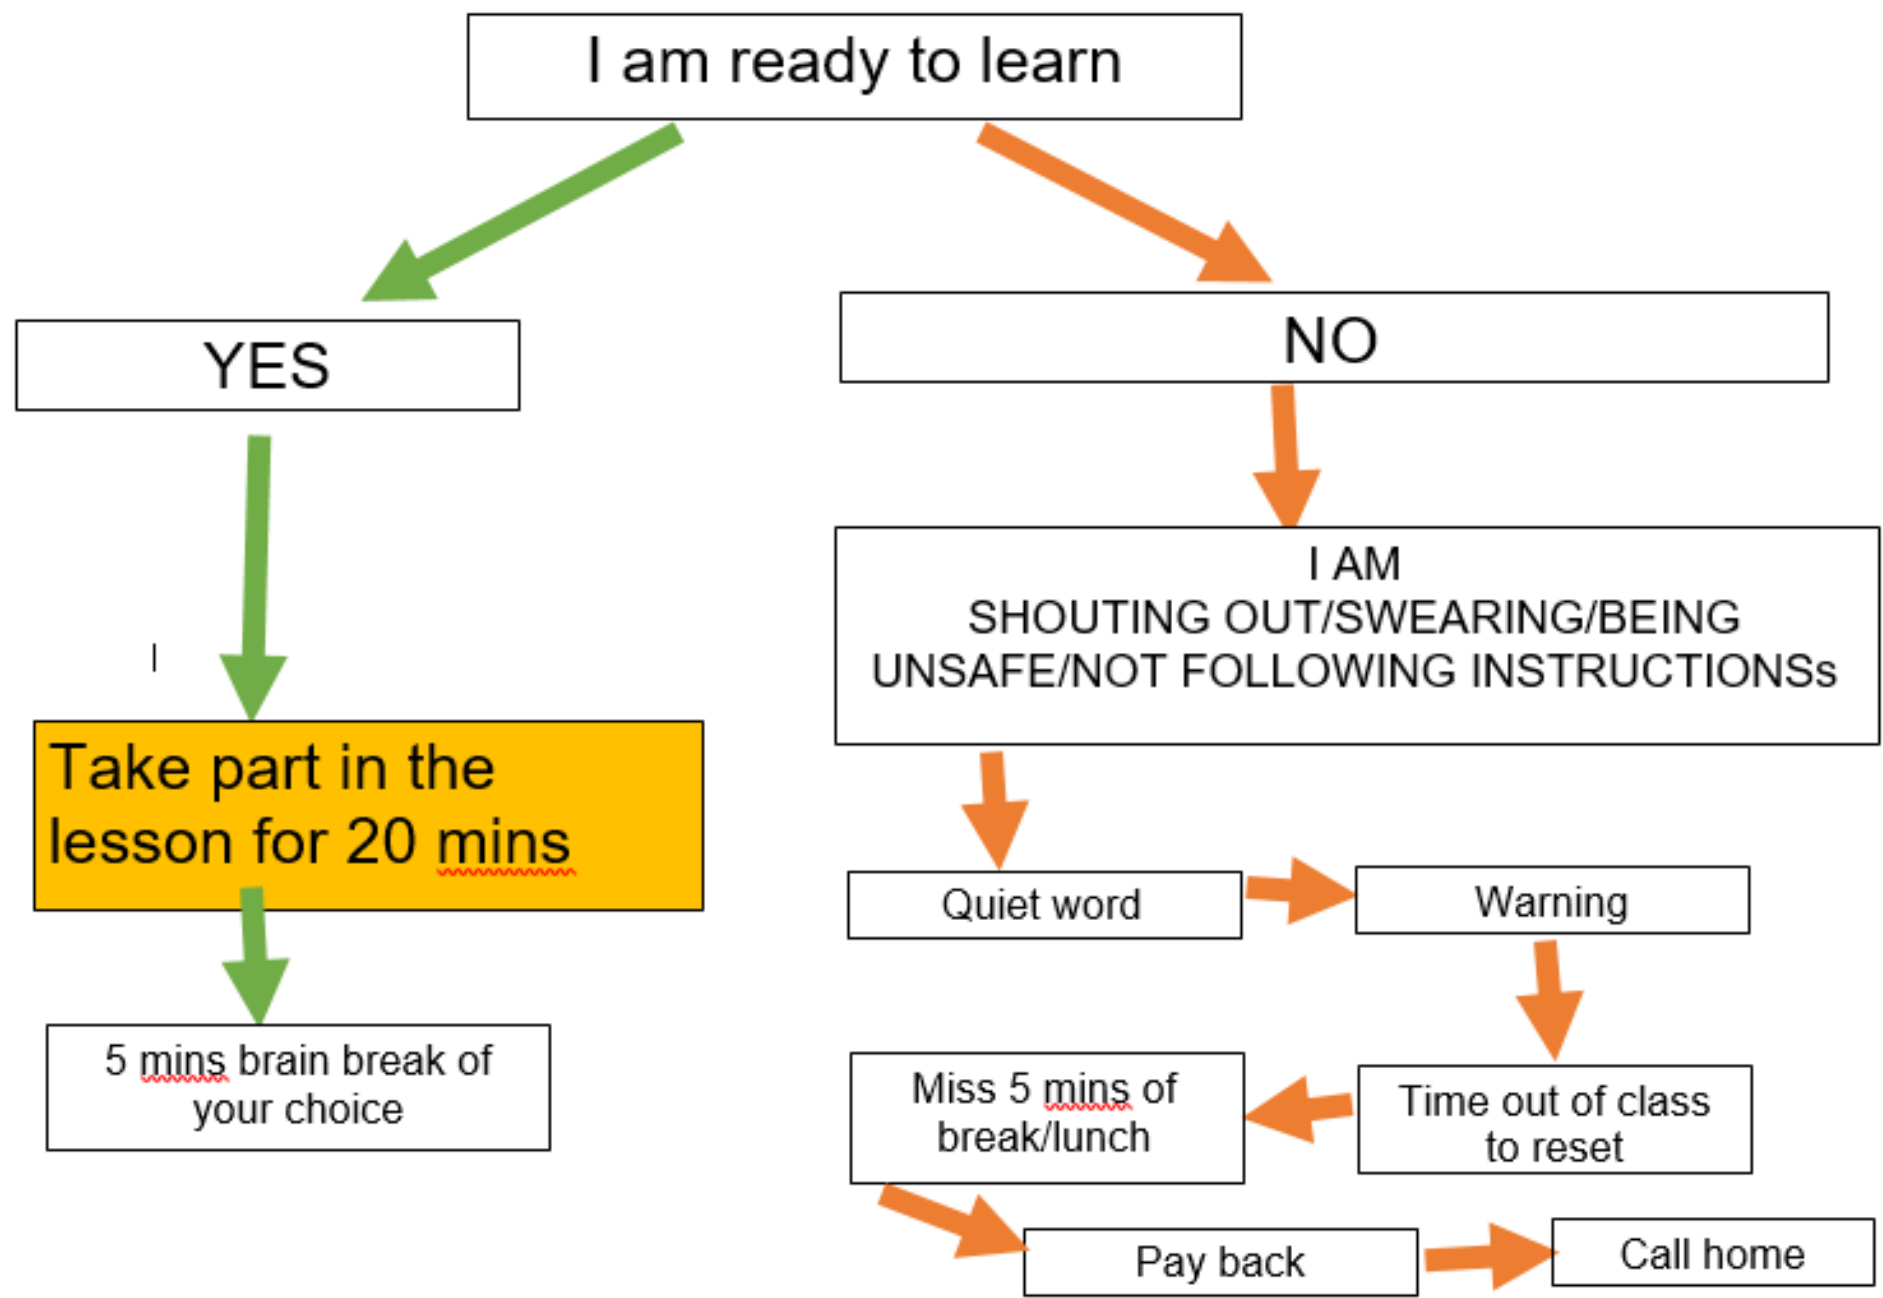 I am ready to learn
YES
NO
I AM
SHOUTING OUT/SWEARING/BEING
UNSAFE/NOT FOLLOWING INSTRUCTIONSs
Take part in the
lesson for 20 mins
Quiet word
Warning
5 mins brain break of
your choice
Miss 5 mins of
break/lunch
Time out of class
to reset
Pay back
Call home